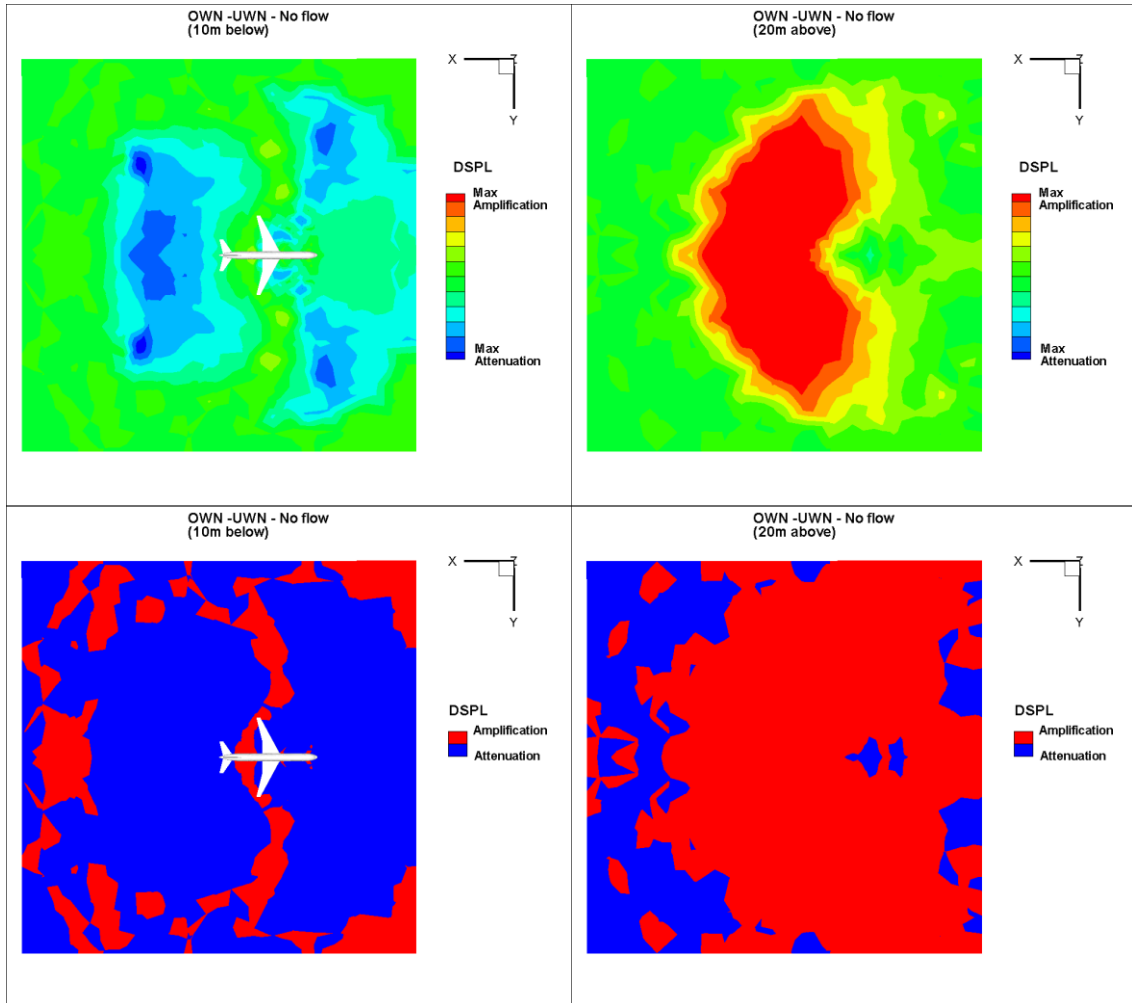 OWN -UWN - No flow
(10m below)
X
Z
Y
DSPL
Max
Amplification
Max
Attenuation
OWN -UWN - No flow
(20m above)
X
Z
Y
DSPL
Max
Amplification
Max
Attenuation
OWN -UWN - No flow
(10m below)
X
Z
Y
DSPL
Amplification
Attenuation
OWN -UWN - No flow
(20m above)
X
Z
Y
DSPL
Amplification
Attenuation